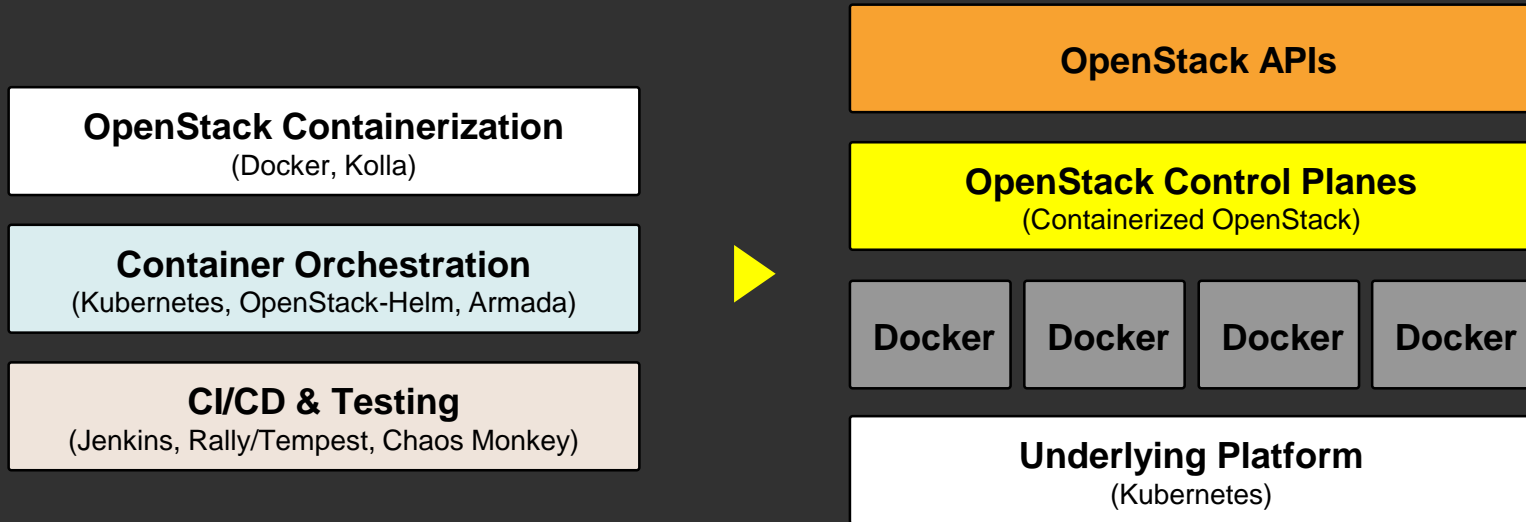 OpenStack Containerization
(Docker, Kolla)
Container Orchestration
(Kubernetes, OpenStack-Helm, Armada)
CI/CD & Testing
(Jenkins, Rally/Tempest, Chaos Monkey)
OpenStack APIs
OpenStack Control Planes
(Containerized OpenStack)
Docker Docker Docker Docker
Underlying Platform
(Kubernetes)